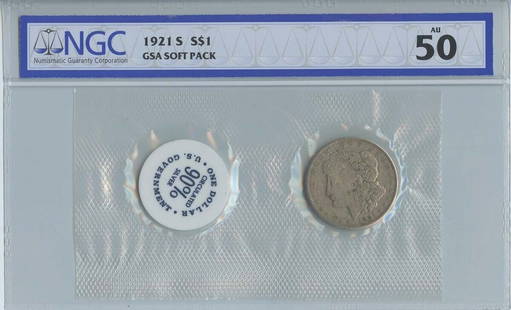 NGC
Numismatic Guaranty Corporation
1921 S S$1
GSA SOFT PACK
AU
50
ONE DOLLAR • U.S. GOVERNMENT •
CIRCULATED
90%
SILVER